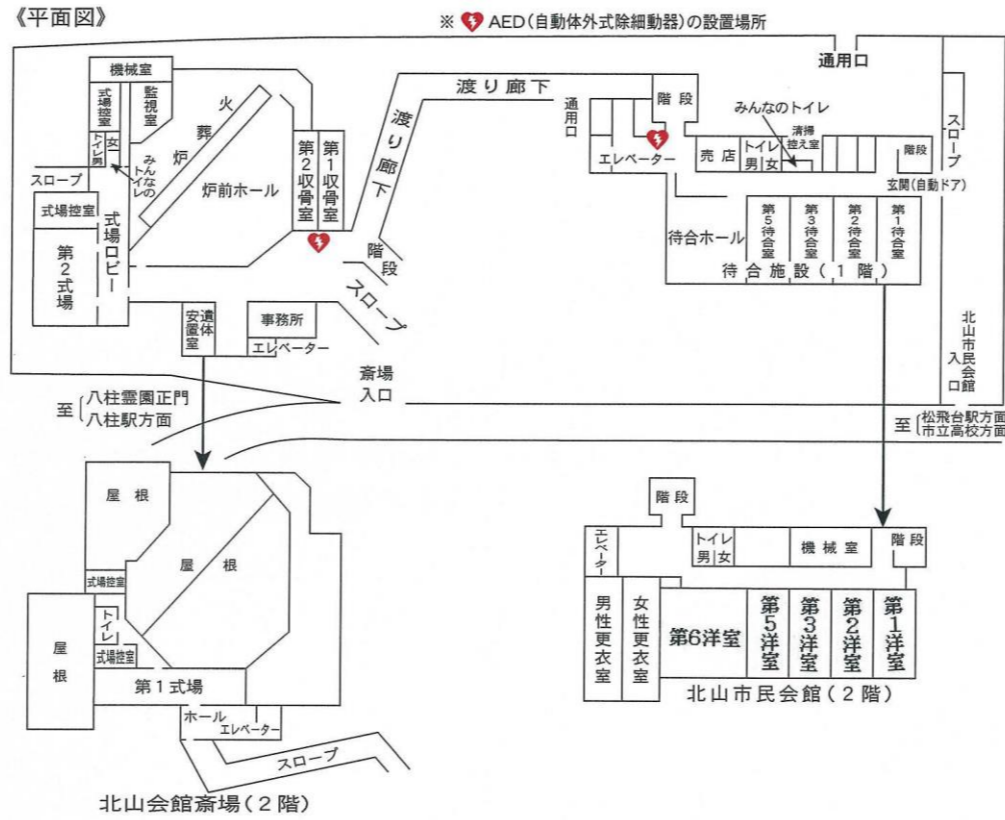 《平面図》
※ AED(自動体外式除細動器)の設置場所
機械室
式場控室
監視室
トイレ
男
女
みんなの
トイレ
スロープ
式場控室
第2式場
式場ロビー
火葬炉
炉前ホール
第2収骨室
第1収骨室
渡り廊下
渡り廊下
階段
スロープ
遺体
安置室
事務所
エレベーター
斎場
入口
通用口
エレベーター
階段
売店
トイレ
男 女
みんなのトイレ
清掃
控え室
通用口
階段
スロープ
玄関(自動ドア)
待合ホール
第5待合室
第3待合室
第2待合室
第1待合室
待合施設(1階)
北山市民会館
入口
至 八柱霊園正門
八柱駅方面
至 松飛台駅方面
市立高校方面
屋根
屋根
式場控室
トイレ
式場控室
屋根
第1式場
ホール
エレベーター
スロープ
北山会館斎場(2階)
階段
エレベーター
トイレ
男 女
機械室
階段
男性更衣室
女性更衣室
第6洋室
第5洋室
第3洋室
第2洋室
第1洋室
北山市民会館(2階)